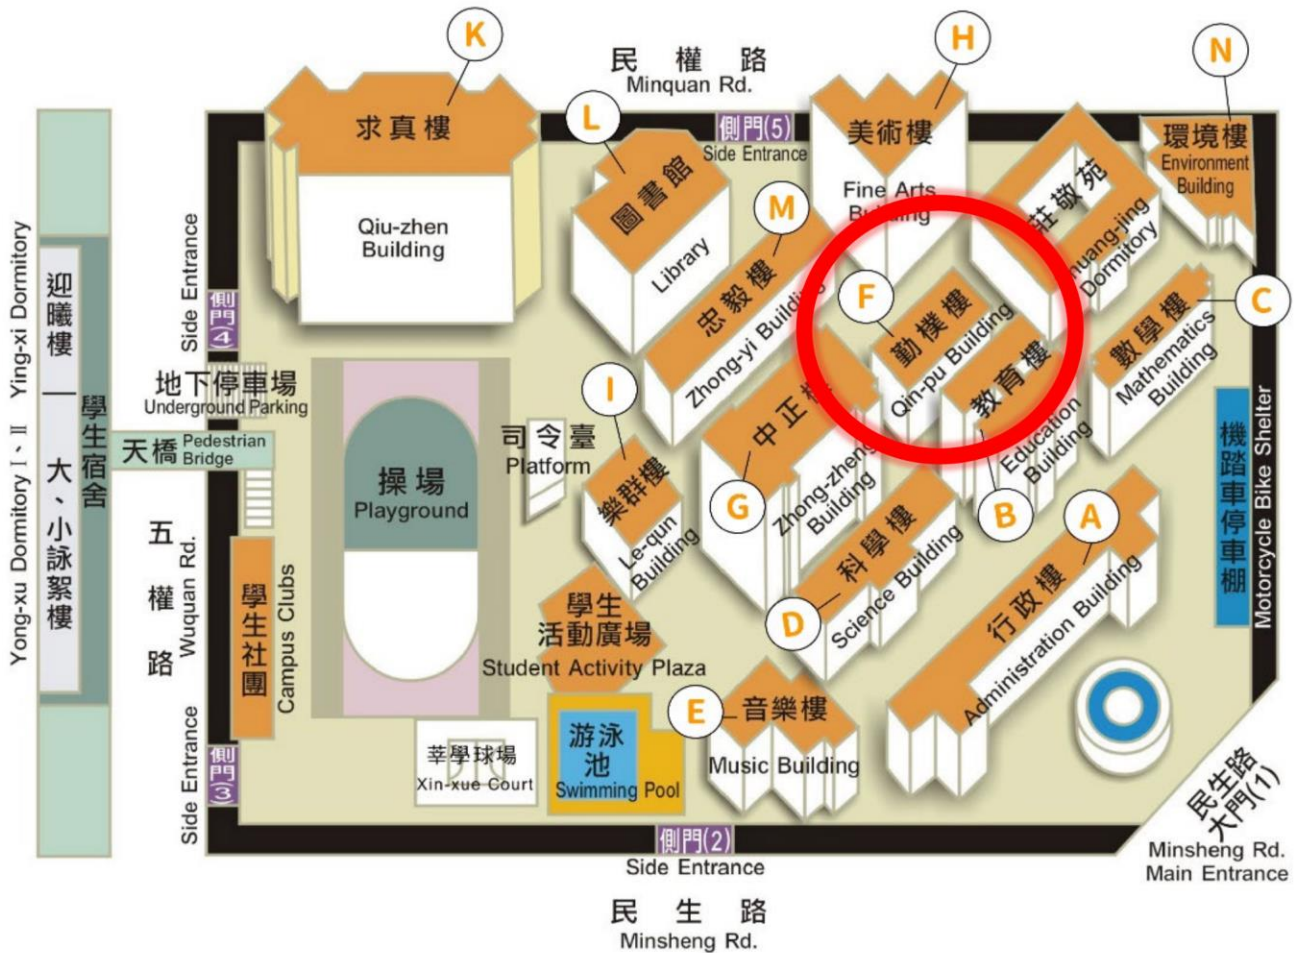 K
民權路
Minquan Rd.
H
N
求真樓
Qiu-zhen
Building
L
圖書館
Library
側門(5)
Side Entrance
美術樓
Fine Arts
Building
莊敬苑
Dormitory
環境樓
Environment
Building
M
忠毅樓
Zhong-yi Building
F
勤樸樓
Qin-pu Building
教育樓
Education
Building
B
C
數學樓
Mathematics
Building
Ying-xi Dormitory
Yong-xu Dormitory I、II
迎曦樓
大、小詠絮樓
學生宿舍
Side Entrance
側門(4)
地下停車場
Underground Parking
天橋
Pedestrian
Bridge
五權路
Wuquan Rd.
學生社團
Campus Clubs
Side Entrance
側門(3)
操場
Playground
司令臺
Platform
I
樂群樓
Le-qun
Building
G
中正樓
Zhong-zheng
Building
D
科學樓
Science Building
A
行政樓
Administration Building
機踏車停車棚
Motorcycle Bike Shelter
學生
活動廣場
Student Activity Plaza
莘學球場
Xin-xue Court
游泳
池
Swimming Pool
E
音樂樓
Music Building
側門(2)
Side Entrance
民生路
Minsheng Rd.
民生路
大門(1)
Minsheng Rd.
Main Entrance